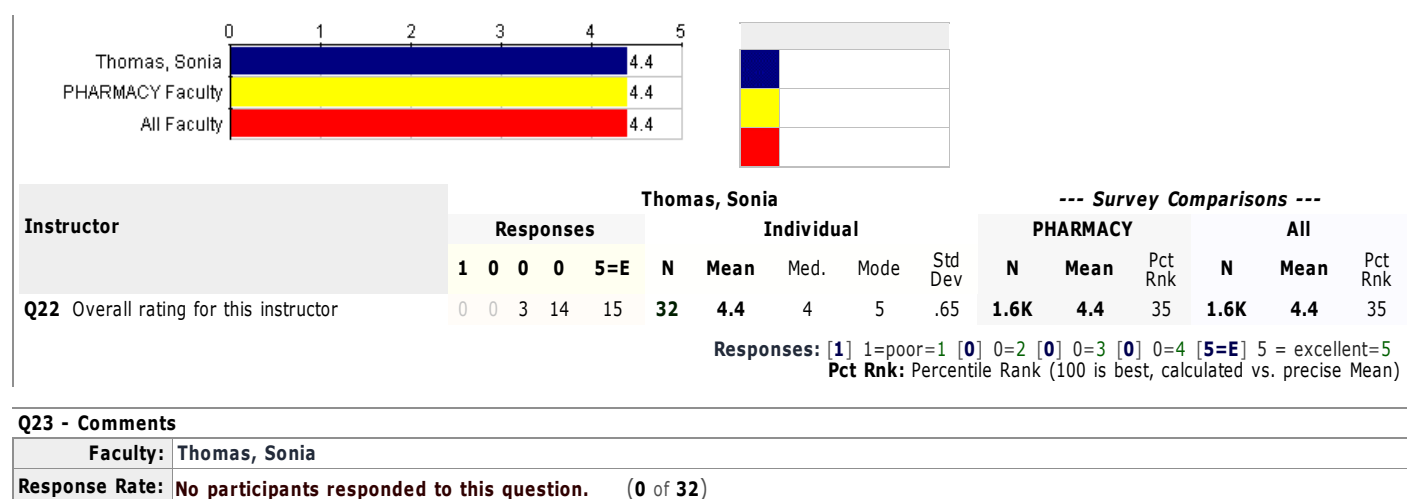 0 1 2 3 4 5
Thomas, Sonia 4.4
PHARMACY Faculty 4.4
All Faculty 4.4
Thomas, Sonia --- Survey Comparisons ---
Instructor Responses Individual PHARMACY All
1 0 0 0 5=E N Mean Med. Mode Std Dev N Mean Pct Rnk N Mean Pct Rnk
Q22 Overall rating for this instructor 0 0 3 14 15 32 4.4 4 5 .65 1.6K 4.4 35 1.6K 4.4 35
Responses: [1] 1=poor=1 [0] 0=2 [0] 0=3 [0] 0=4 [5=E] 5 = excellent=5
Pct Rnk: Percentile Rank (100 is best, calculated vs. precise Mean)
Q23 - Comments
Faculty: Thomas, Sonia
Response Rate: No participants responded to this question. (0 of 32)